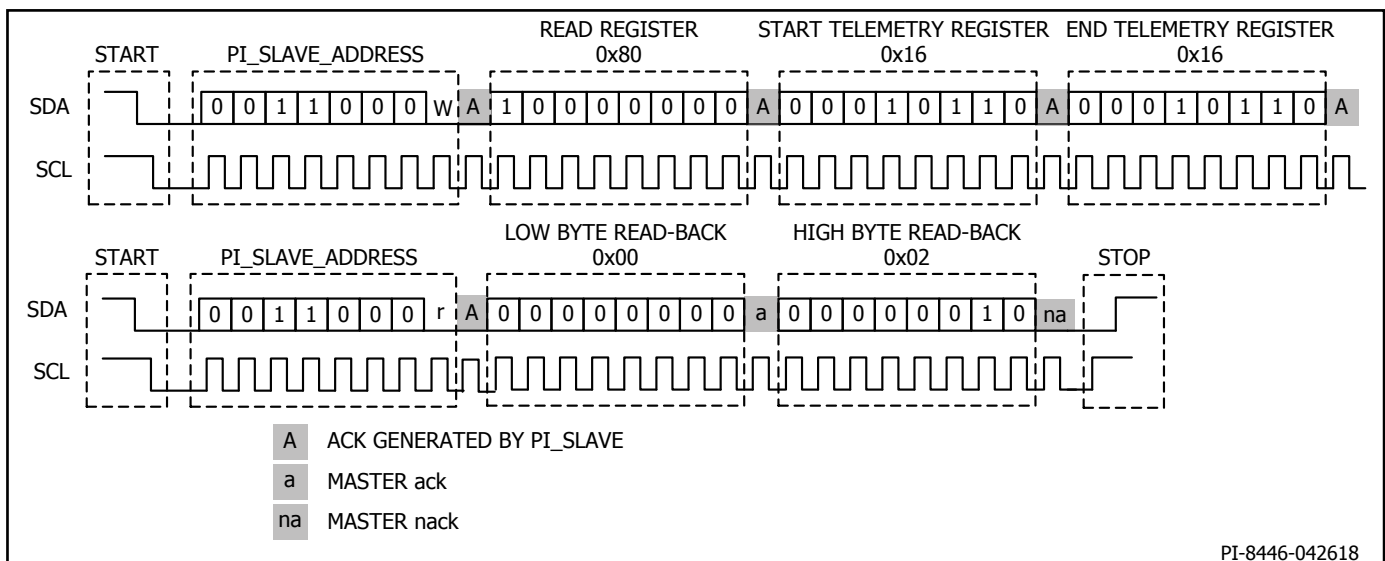 READ REGISTER START TELEMETRY REGISTER END TELEMETRY REGISTER
START PI_SLAVE_ADDRESS 0x80 0x16 0x16
SDA 0 0 1 1 0 0 0 W A 1 0 0 0 0 0 0 0 A 0 0 0 1 0 1 1 0 A 0 0 0 1 0 1 1 0 A
SCL
LOW BYTE READ-BACK HIGH BYTE READ-BACK
START PI_SLAVE_ADDRESS 0x00 0x02 STOP
SDA 0 0 1 1 0 0 0 r A 0 0 0 0 0 0 0 0 a 0 0 0 0 0 0 1 0 na
SCL
A ACK GENERATED BY PI_SLAVE
a MASTER ack
na MASTER nack
PI-8446-042618